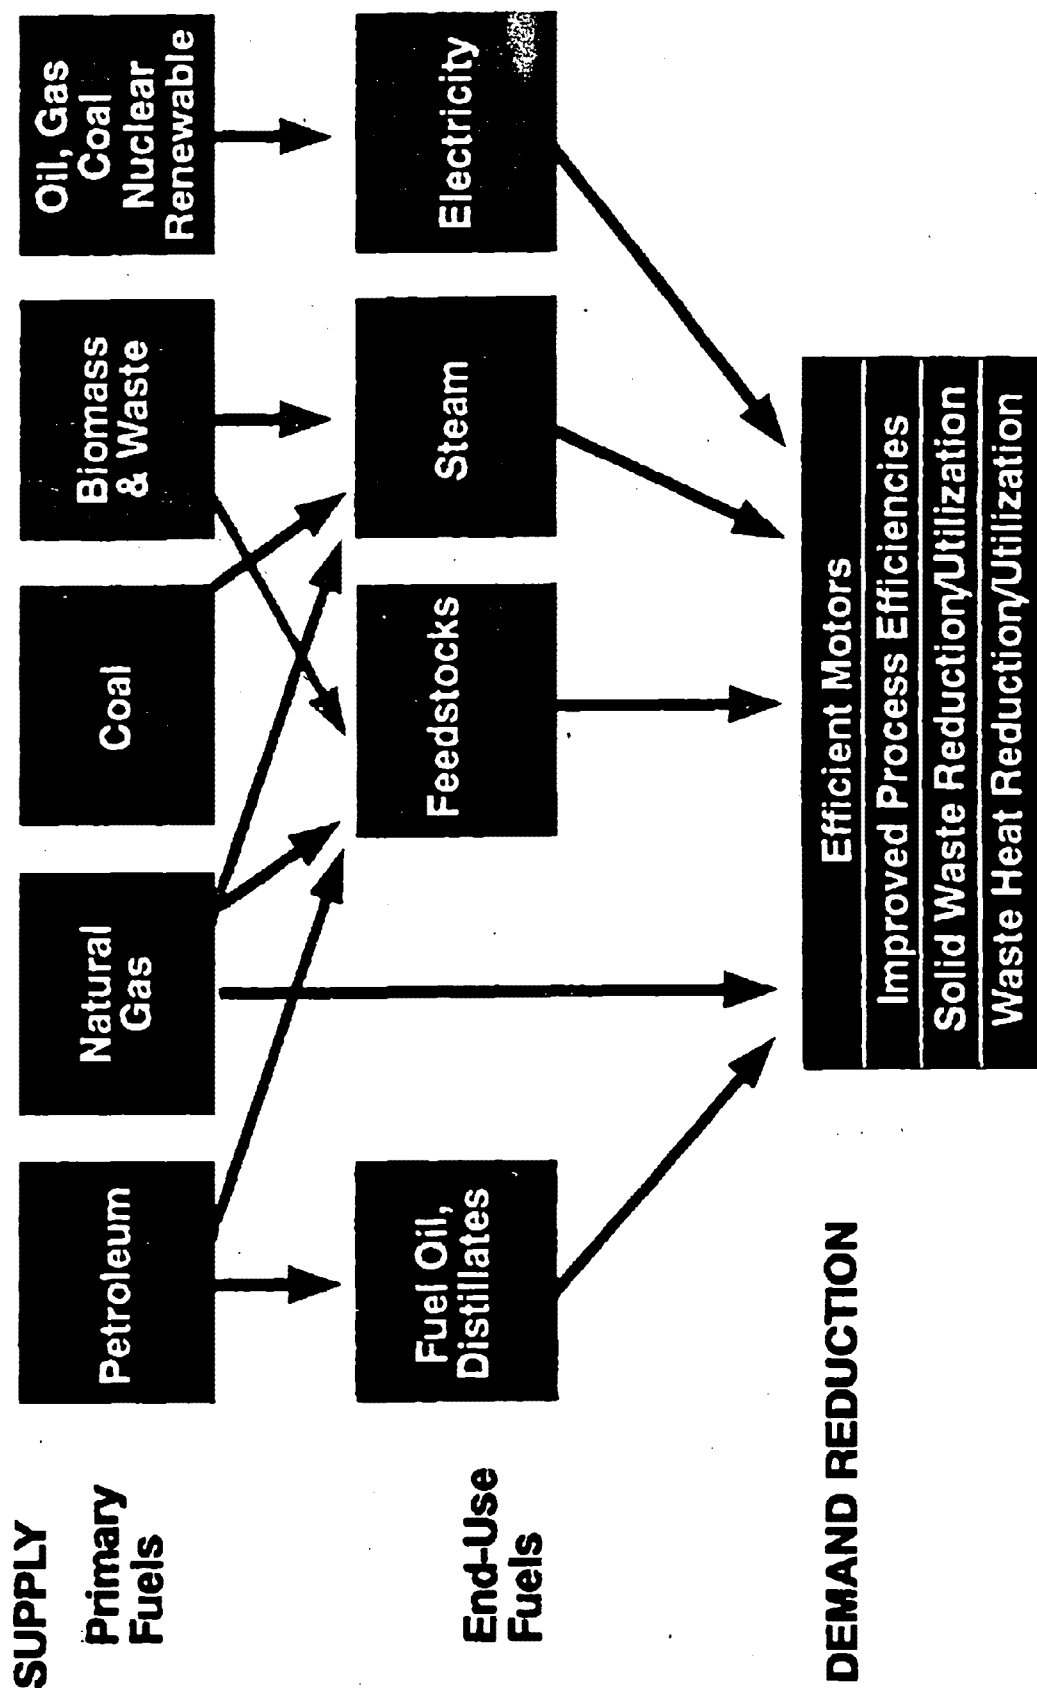 SUPPLY
Primary
Fuels
Petroleum
Natural
Gas
Coal
Biomass
& Waste
Oil, Gas
Coal
Nuclear
Renewable
End-Use
Fuels
Fuel Oil,
Distillates
Feedstocks
Steam
Electricity
DEMAND REDUCTION
Efficient Motors
Improved Process Efficiencies
Solid Waste Reduction/Utilization
Waste Heat Reduction/Utilization